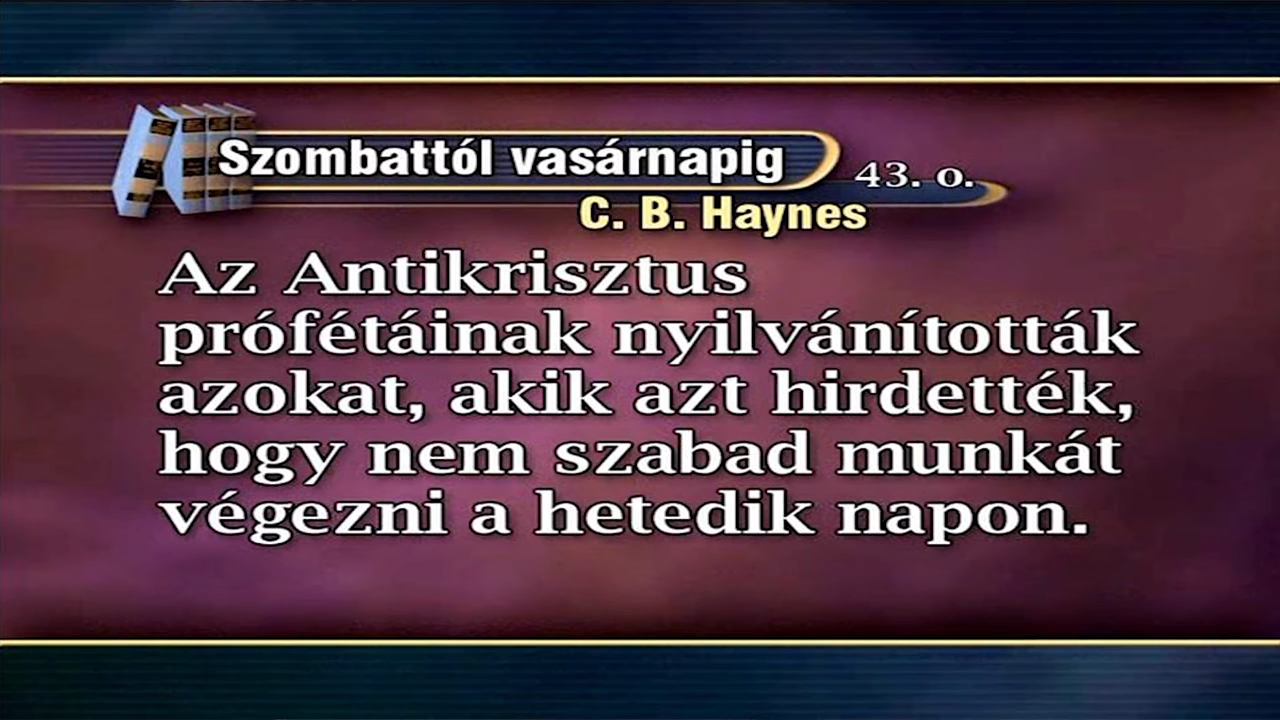 Szombattól vasárnapig 43. o.
C. B. Haynes
Az Antikrisztus
prófétáinak nyilvánították
azokat, akik azt hirdették,
hogy nem szabad munkát
végezni a hetedik napon.